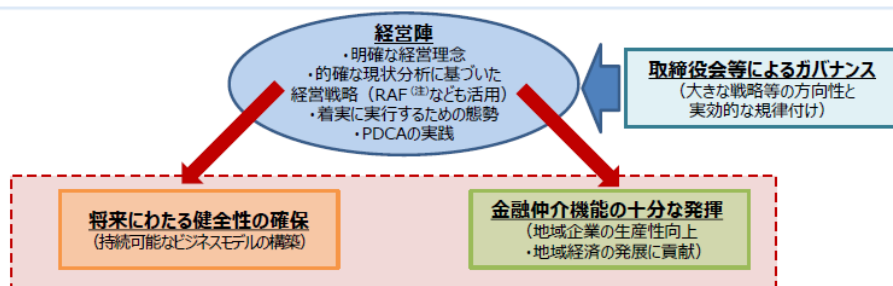 経営陣
・明確な経営理念
・的確な現状分析に基づいた
経営戦略（RAF（注）なども活用）
・着実に実行するための態勢
・PDCAの実践
取締役会等によるガバナンス
（大きな戦略等の方向性と
実効的な規律付け）
将来にわたる健全性の確保
（持続可能なビジネスモデルの構築）
金融仲介機能の十分な発揮
（地域企業の生産性向上
・地域経済の発展に貢献）